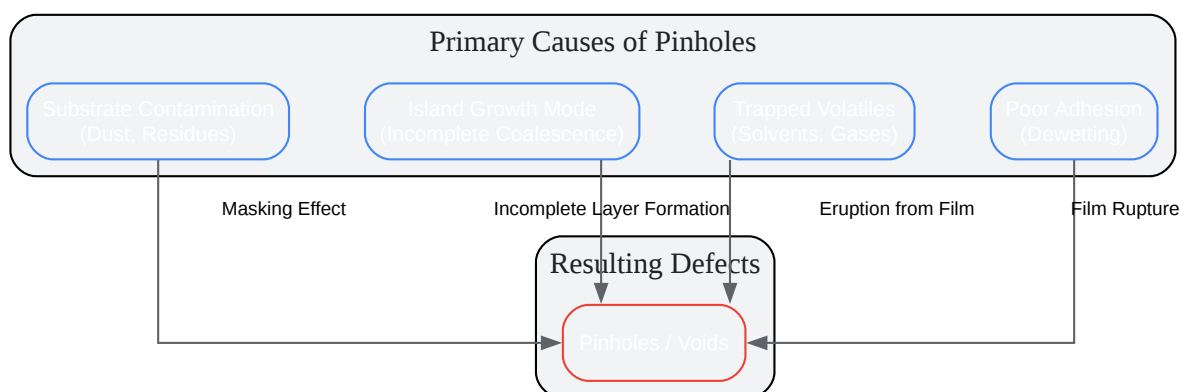 Primary Causes of Pinholes
Substrate Contamination
(Dust, Residues)
Island Growth Mode
(Incomplete Coalescence)
Trapped Volatiles
(Solvents, Gases)
Poor Adhesion
(Dewetting)
Masking Effect
Incomplete Layer Formation
Eruption from Film
Film Rupture
Resulting Defects
Pinholes / Voids